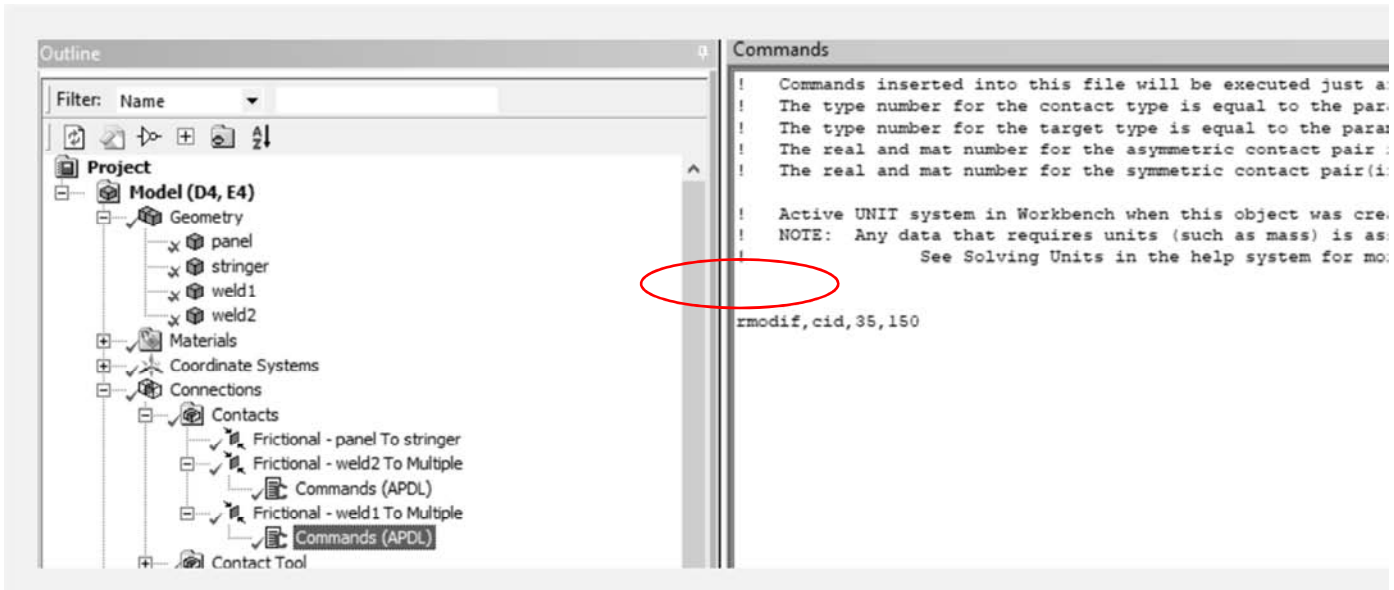 Outline
Filter: Name
Project
Model (D4, E4)
Geometry
panel
stringer
weld1
weld2
Materials
Coordinate Systems
Connections
Contacts
Frictional - panel To stringer
Frictional - weld2 To Multiple
Commands (APDL)
Frictional - weld1 To Multiple
Commands (APDL)
Contact Tool
Commands
! Commands inserted into this file will be executed just
! The type number for the contact type is equal to the
! The type number for the target type is equal to the
! The real and mat number for the asymmetric contact pair
! The real and mat number for the symmetric contact
! Active UNIT system in Workbench when this object was
! NOTE: Any data that requires units (such as mass) is
! See Solving Units in the help system for
rmodif,cid,35,150